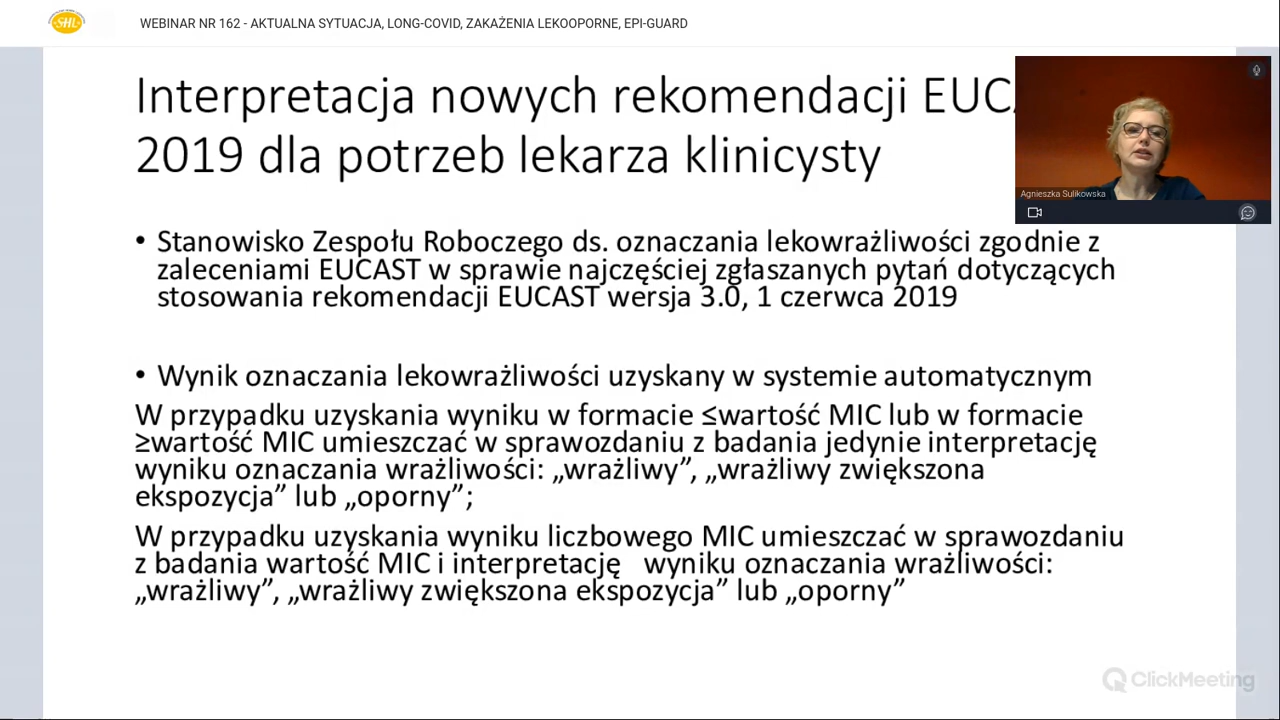 SHL
WEBINAR NR 162 - AKTUALNA SYTUACJA, LONG-COVID, ZAKAŻENIA LEKOOPORNE, EPI-GUARD
Interpretacja nowych rekomendacji EUC
2019 dla potrzeb lekarza klinicysty
Agnieszka Sulikowska
• Stanowisko Zespołu Roboczego ds. oznaczania lekowrażliwości zgodnie z
zaleceniami EUCAST w sprawie najczęściej zgłaszanych pytań dotyczących
stosowania rekomendacji EUCAST wersja 3.0, 1 czerwca 2019
• Wynik oznaczania lekowrażliwości uzyskany w systemie automatycznym
W przypadku uzyskania wyniku w formacie ≤wartość MIC lub w formacie
≥wartość MIC umieszczać w sprawozdaniu z badania jedynie interpretację
wyniku oznaczania wrażliwości: „wrażliwy”, „wrażliwy zwiększona
ekspozycja” lub „oporny”;
W przypadku uzyskania wyniku liczbowego MIC umieszczać w sprawozdaniu
z badania wartość MIC i interpretację wyniku oznaczania wrażliwości:
„wrażliwy”, „wrażliwy zwiększona ekspozycja” lub „oporny”
ClickMeeting